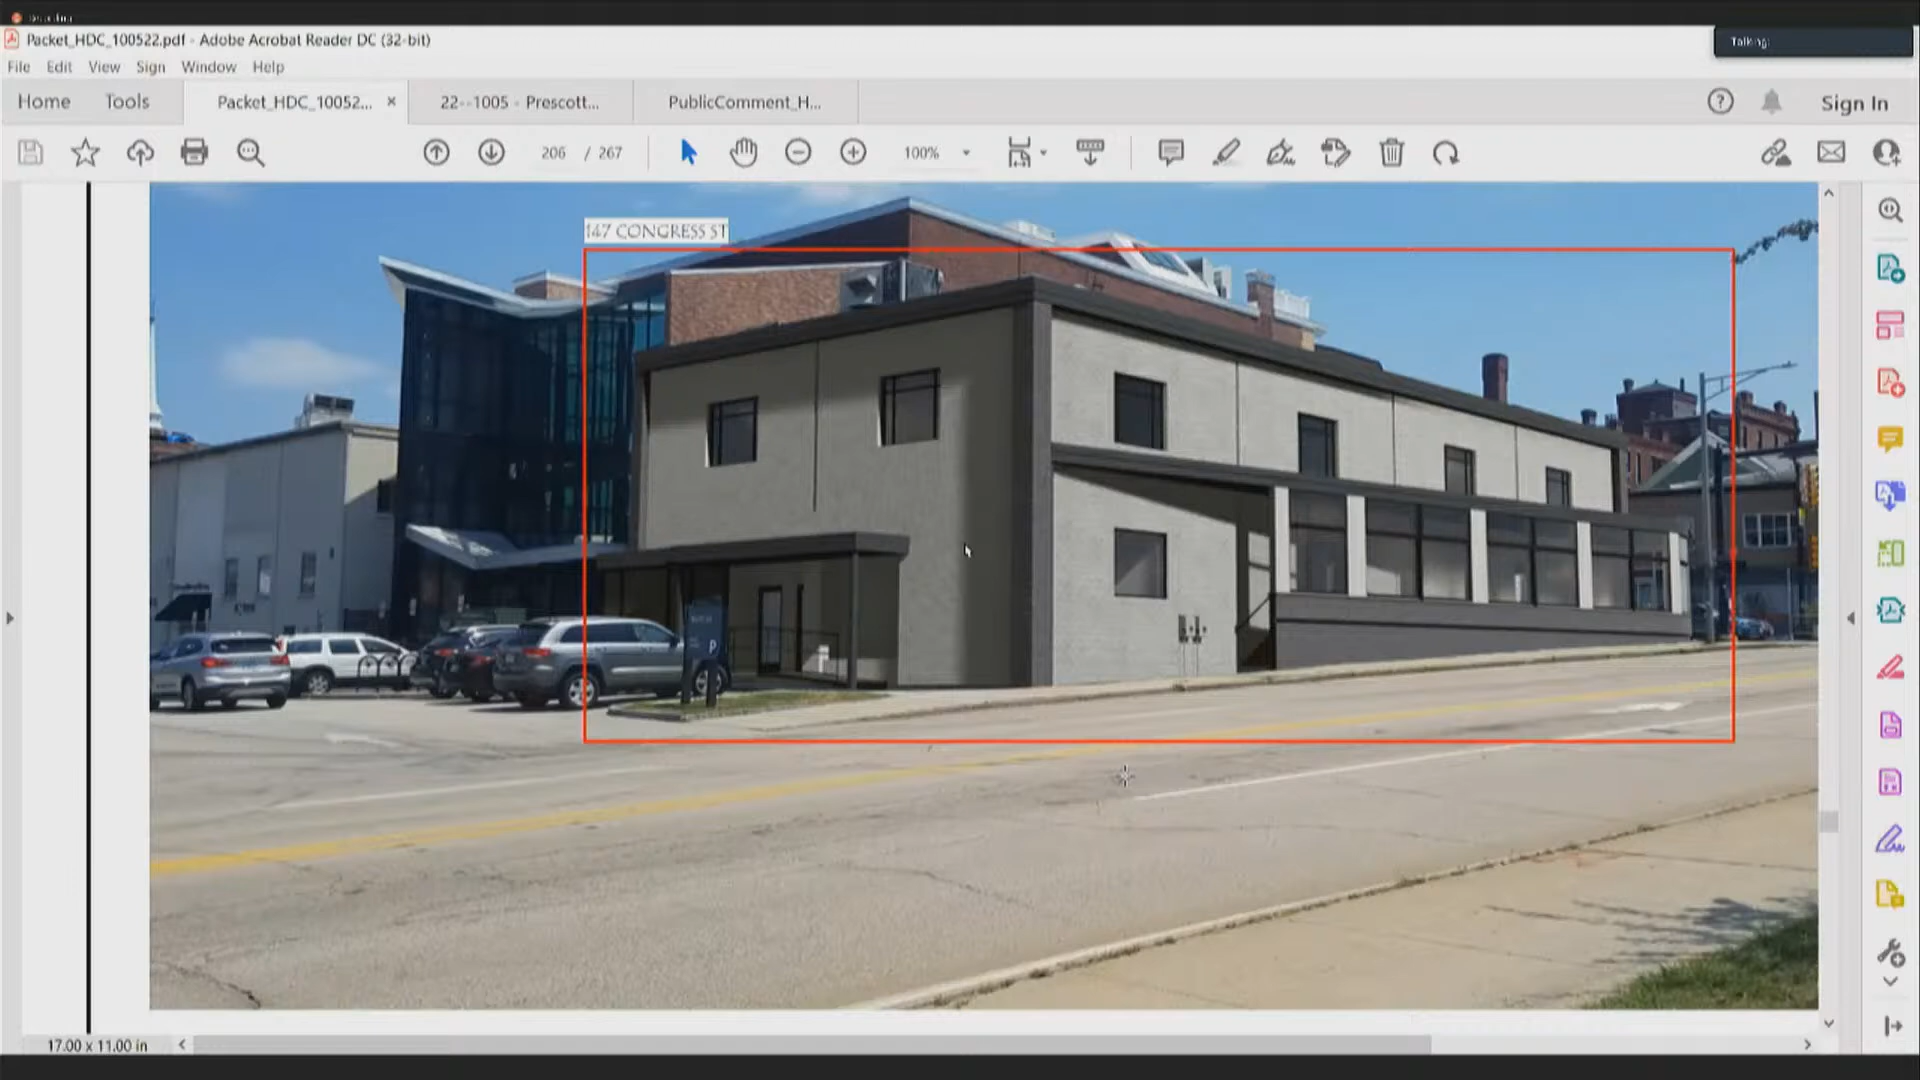 Packet_HDC_100522.pdf - Adobe Acrobat Reader DC (32-bit)
Talking:
File Edit View Sign Window Help
Home Tools Packet_HDC_10052... × 22--1005 - Prescott... PublicComment_H... Sign In
206 / 267 100%
147 CONGRESS ST
P
17.00 x 11.00 in